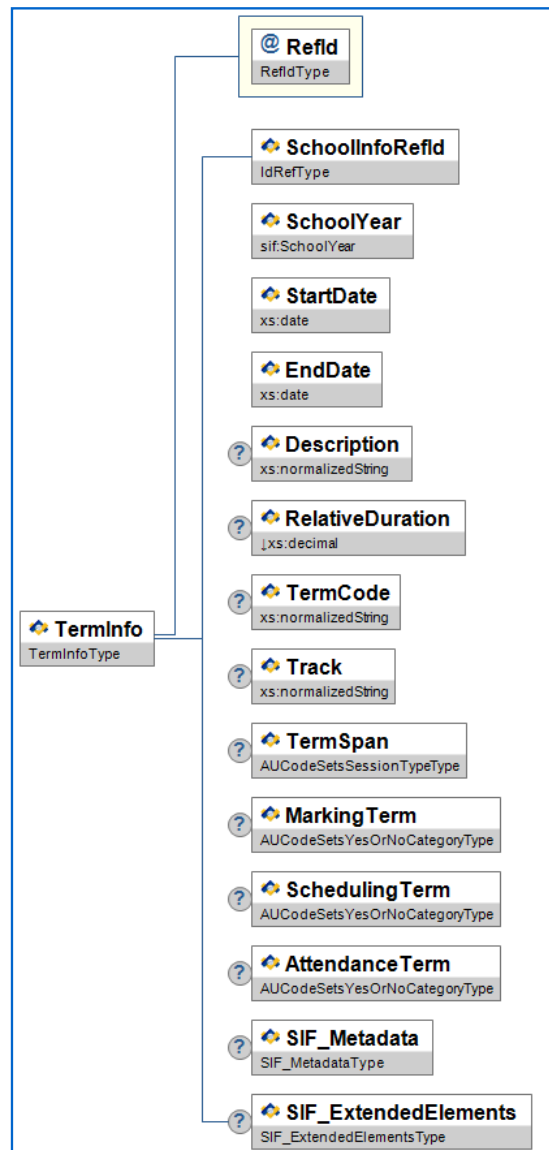 @ RefId
RefIdType
SchoolInfoRefId
IdRefType
SchoolYear
sif:SchoolYear
StartDate
xs:date
EndDate
xs:date
? Description
xs:normalizedString
? RelativeDuration
↓xs:decimal
? TermCode
xs:normalizedString
TermInfo
TermInfoType
? Track
xs:normalizedString
? TermSpan
AUCodeSetsSessionTypeType
? MarkingTerm
AUCodeSetsYesOrNoCategoryType
? SchedulingTerm
AUCodeSetsYesOrNoCategoryType
? AttendanceTerm
AUCodeSetsYesOrNoCategoryType
? SIF_Metadata
SIF_MetadataType
? SIF_ExtendedElements
SIF_ExtendedElementsType